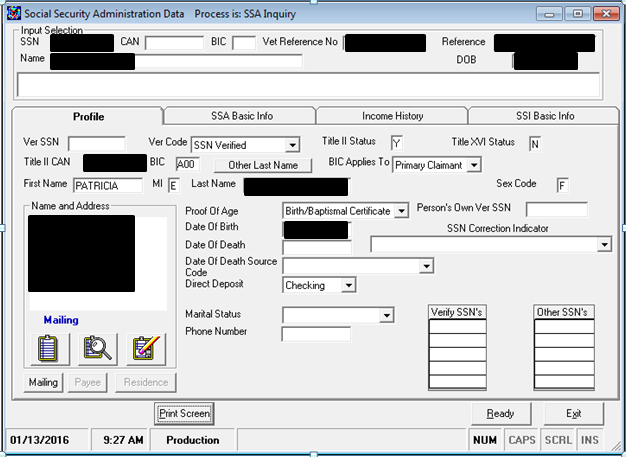 Social Security Administration Data Process is: SSA Inquiry
Input Selection
SSN CAN BIC Vet Reference No Reference
Name DOB
Profile SSA Basic Info Income History SSI Basic Info
Ver SSN Ver Code SSN Verified Title II Status Y Title XVI Status N
Title II CAN BIC A00 Other Last Name BIC Applies To Primary Claimant
First Name PATRICIA MI E Last Name Sex Code F
Name and Address Proof Of Age Birth/Baptismal Certificate Person's Own Ver SSN
Date Of Birth SSN Correction Indicator
Date Of Death
Date Of Death Source
Code
Direct Deposit Checking
Mailing Marital Status Verify SSN's Other SSN's
Phone Number
Mailing Payee Residence
Print Screen Ready Exit
01/13/2016 9:27 AM Production NUM CAPS SCRL INS